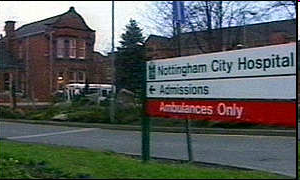 Nottingham City Hospital
← Admissions
Ambulances Only